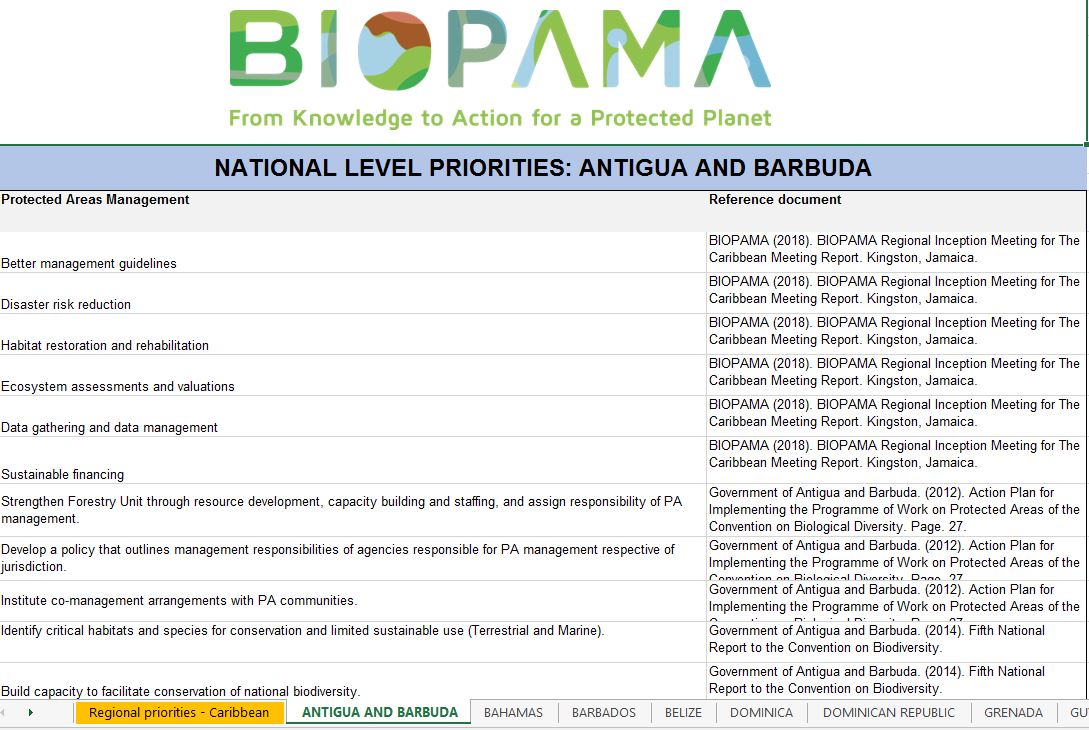 BIOPAMA
From Knowledge to Action for a Protected Planet
NATIONAL LEVEL PRIORITIES: ANTIGUA AND BARBUDA
Protected Areas Management
Reference document
Better management guidelines
BIOPAMA (2018). BIOPAMA Regional Inception Meeting for The
Caribbean Meeting Report. Kingston, Jamaica.
Disaster risk reduction
BIOPAMA (2018). BIOPAMA Regional Inception Meeting for The
Caribbean Meeting Report. Kingston, Jamaica.
Habitat restoration and rehabilitation
BIOPAMA (2018). BIOPAMA Regional Inception Meeting for The
Caribbean Meeting Report. Kingston, Jamaica.
Ecosystem assessments and valuations
BIOPAMA (2018). BIOPAMA Regional Inception Meeting for The
Caribbean Meeting Report. Kingston, Jamaica.
Data gathering and data management
BIOPAMA (2018). BIOPAMA Regional Inception Meeting for The
Caribbean Meeting Report. Kingston, Jamaica.
Sustainable financing
BIOPAMA (2018). BIOPAMA Regional Inception Meeting for The
Caribbean Meeting Report. Kingston, Jamaica.
Strengthen Forestry Unit through resource development, capacity building and staffing, and assign responsibility of PA
management.
Government of Antigua and Barbuda. (2012). Action Plan for
Implementing the Programme of Work on Protected Areas of the
Convention on Biological Diversity. Page. 27.
Develop a policy that outlines management responsibilities of agencies responsible for PA management respective of
jurisdiction.
Government of Antigua and Barbuda. (2012). Action Plan for
Implementing the Programme of Work on Protected Areas of the
Convention on Biological Diversity. Page. 27
Institute co-management arrangements with PA communities.
Government of Antigua and Barbuda. (2012). Action Plan for
Implementing the Programme of Work on Protected Areas of the
Identify critical habitats and species for conservation and limited sustainable use (Terrestrial and Marine).
Government of Antigua and Barbuda. (2014). Fifth National
Report to the Convention on Biodiversity.
Build capacity to facilitate conservation of national biodiversity.
Government of Antigua and Barbuda. (2014). Fifth National
Report to the Convention on Biodiversity.
Regional priorities - Caribbean
ANTIGUA AND BARBUDA
BAHAMAS
BARBADOS
BELIZE
DOMINICA
DOMINICAN REPUBLIC
GRENADA
GU